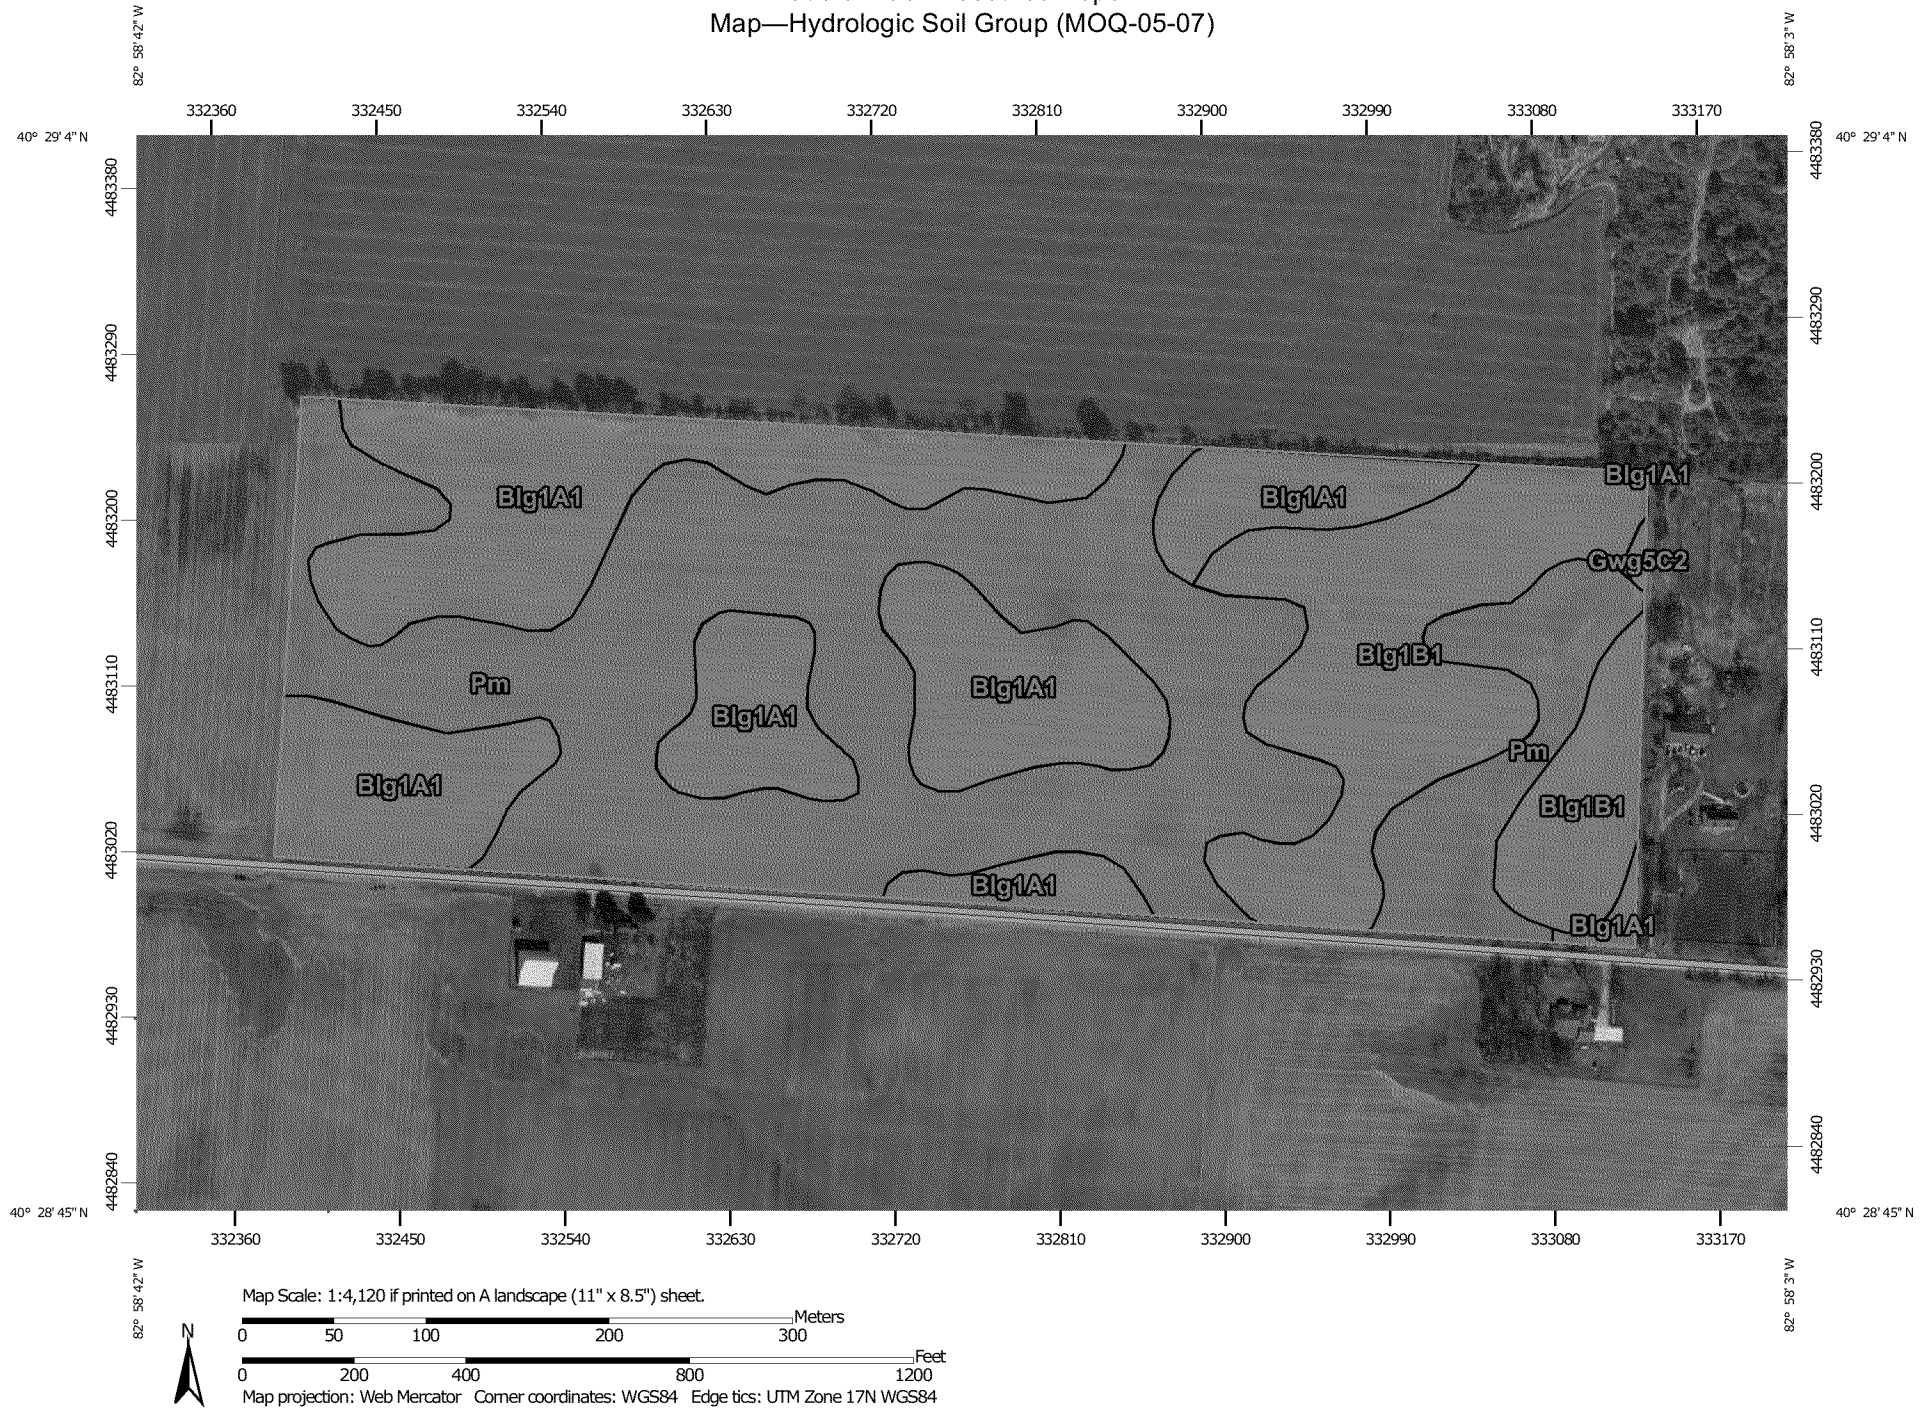 Map—Hydrologic Soil Group (MOQ-05-07)
82° 58' 42'' W
82° 58' 3'' W
332360 332450 332540 332630 332720 332810 332900 332990 333080 333170
40° 29' 4'' N
40° 29' 4'' N
4483380
4483380
4483290
4483290
Blg1A1
Blg1A1 Blg1A1
4483200
4483200
Gwg5C2
Blg1B1
4483110
4483110
Pm
Blg1A1
Blg1A1
Pm
Blg1A1
Blg1B1
4483020
4483020
Blg1A1
Blg1A1
4482930
4482930
4482840
4482840
40° 28' 45'' N
40° 28' 45'' N
332360 332450 332540 332630 332720 332810 332900 332990 333080 333170
82° 58' 42'' W
82° 58' 3'' W
Map Scale: 1:4,120 if printed on A landscape (11" x 8.5") sheet.
Meters
0 50 100 200 300
N
Feet
0 200 400 800 1200
Map projection: Web Mercator Corner coordinates: WGS84 Edge tics: UTM Zone 17N WGS84